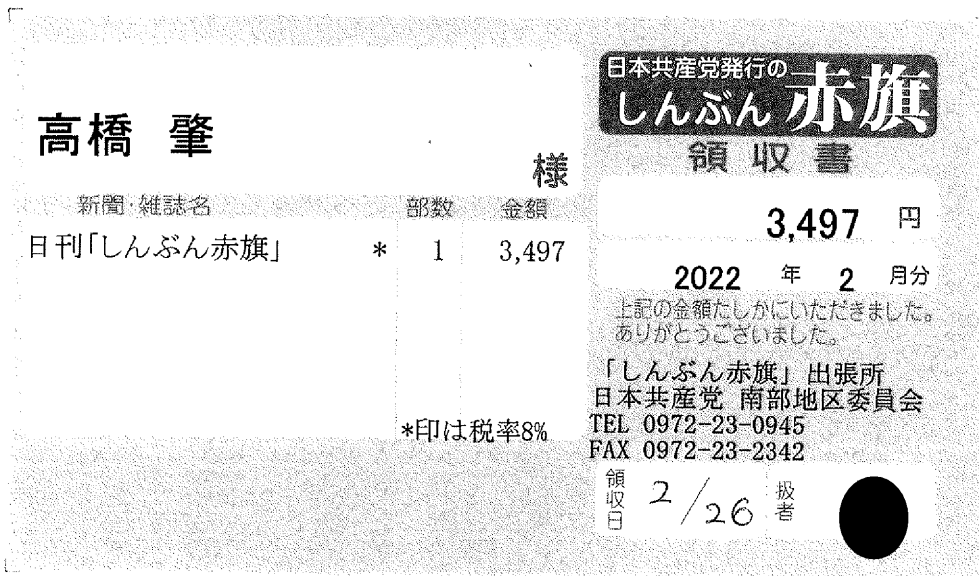 高橋 肇
様
新聞・雑誌名 部数 金額
日刊「しんぶん赤旗」 * 1 3,497
*印は税率8%
日本共産党発行の
しんぶん赤旗
領収書
3,497 円
2022 年 2 月分
上記の金額たしかにいただきました。
ありがとうございました。
「しんぶん赤旗」出張所
日本共産党 南部地区委員会
TEL 0972-23-0945
FAX 0972-23-2342
領収日 2/26 扱者